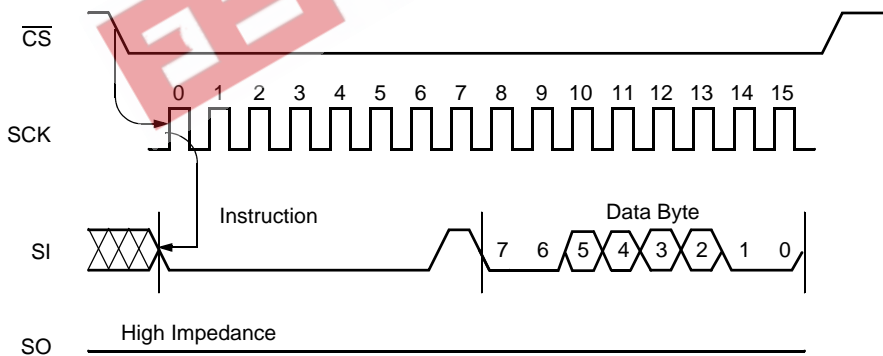 CS
0 1 2 3 4 5 6 7 8 9 10 11 12 13 14 15
SCK
Instruction
Data Byte
SI
7 6 5 4 3 2 1 0
High Impedance
SO